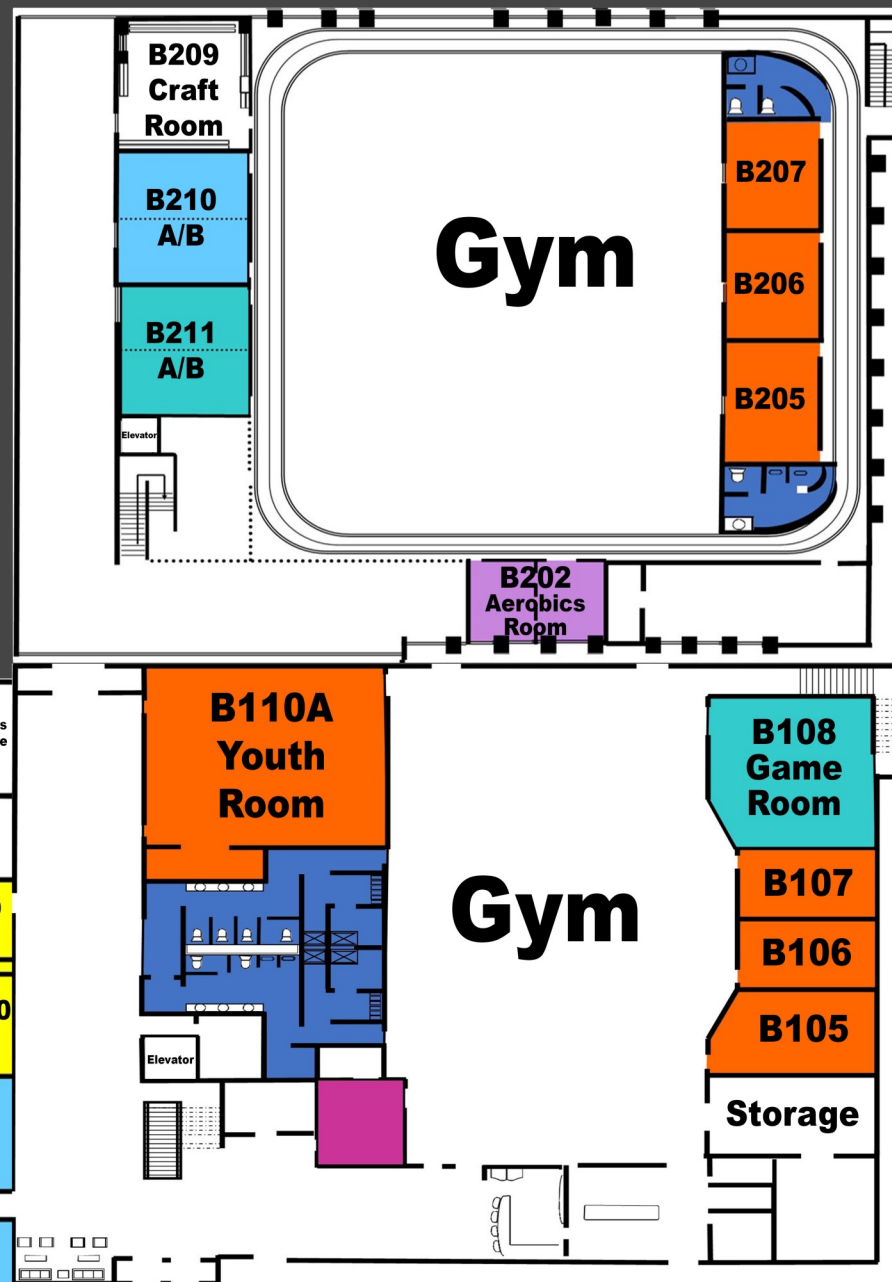 B209
Craft
Room
B210
A/B
B211
A/B
Elevator
Gym
B207
B206
B205
B202
Aerobics
Room
B110A
Youth
Room
Gym
B108
Game
Room
B107
B106
B105
Storage
Elevator
s
e
0